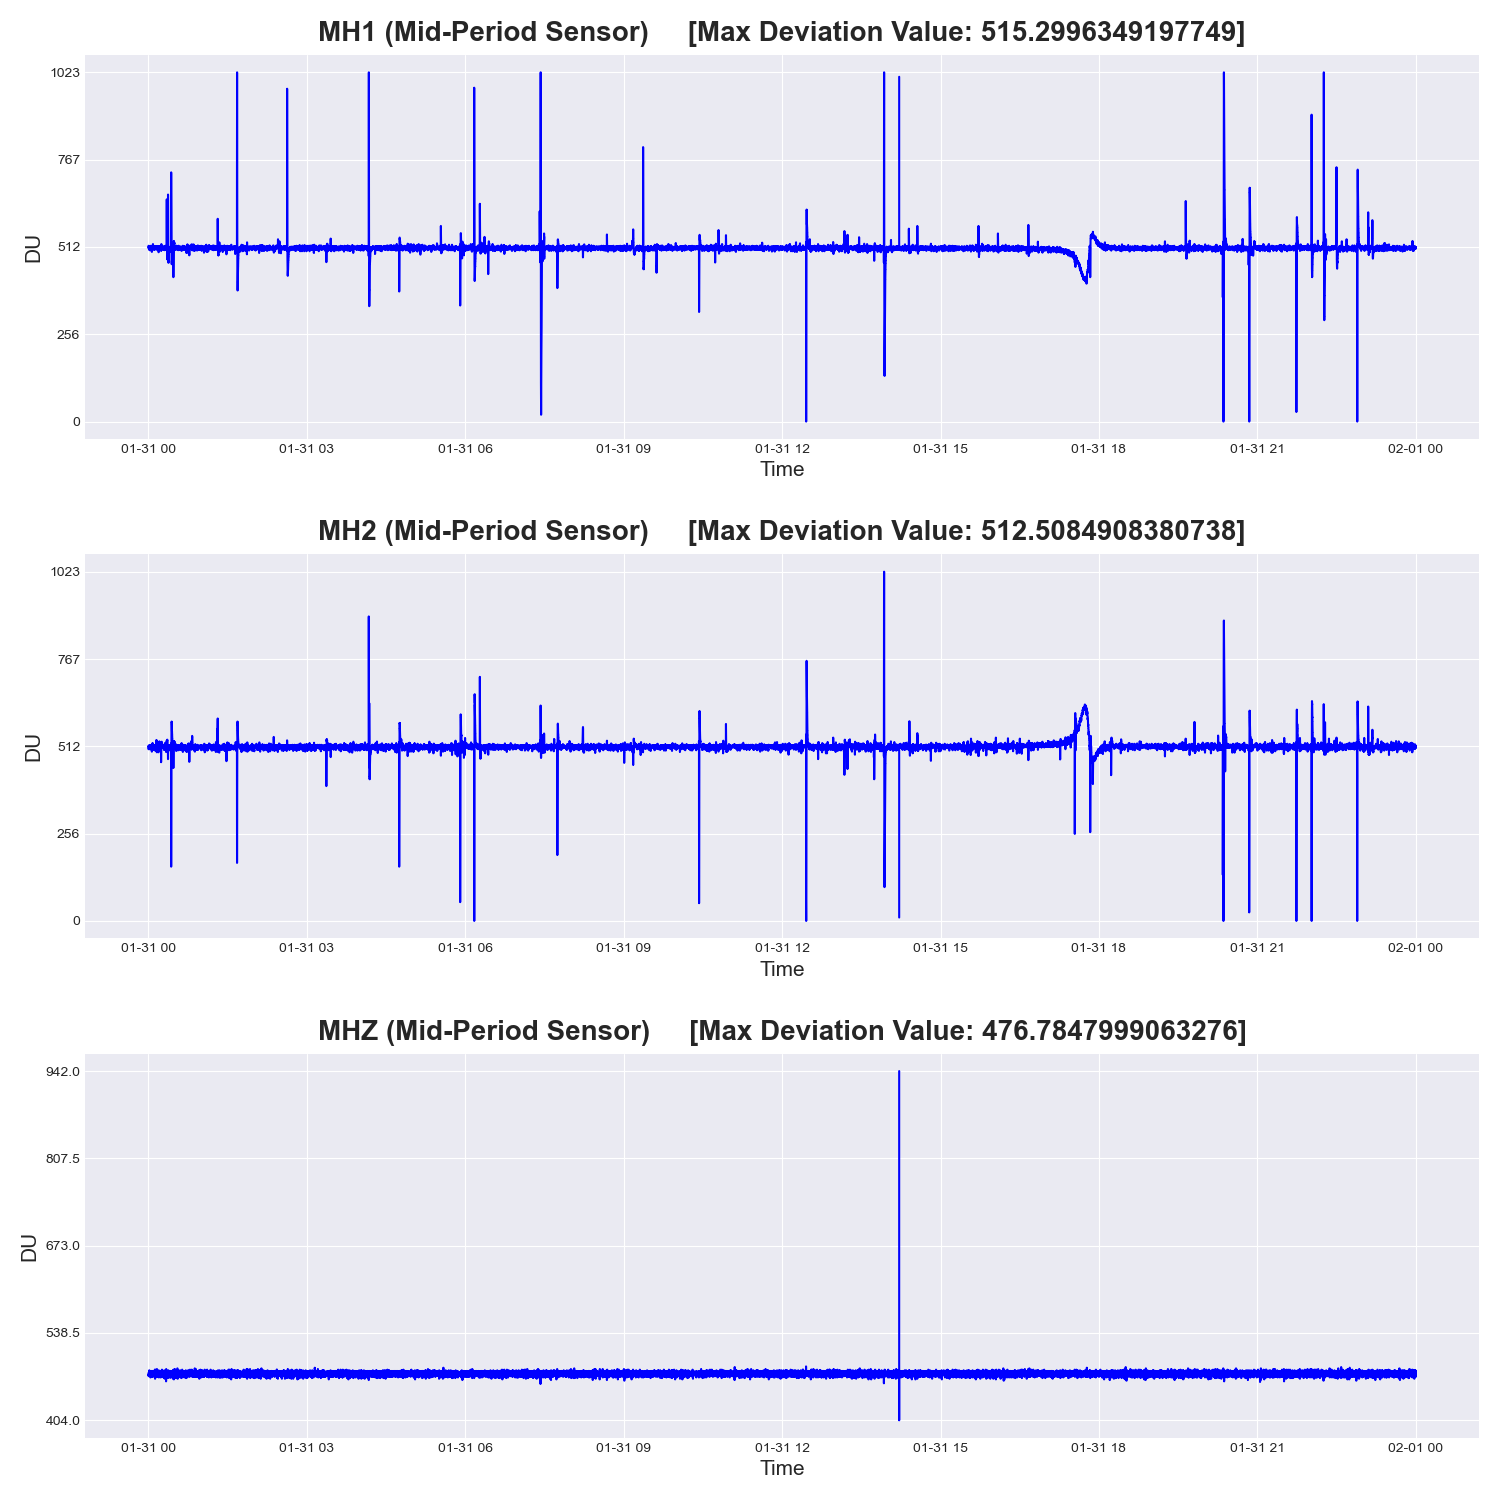 MH1 (Mid-Period Sensor) [Max Deviation Value: 515.2996349197749]
1023
767
512
256
0
DU
01-31 00 01-31 03 01-31 06 01-31 09 01-31 12 01-31 15 01-31 18 01-31 21 02-01 00
Time
MH2 (Mid-Period Sensor) [Max Deviation Value: 512.5084908380738]
1023
767
512
256
0
DU
01-31 00 01-31 03 01-31 06 01-31 09 01-31 12 01-31 15 01-31 18 01-31 21 02-01 00
Time
MHZ (Mid-Period Sensor) [Max Deviation Value: 476.7847999063276]
942.0
807.5
673.0
538.5
404.0
DU
01-31 00 01-31 03 01-31 06 01-31 09 01-31 12 01-31 15 01-31 18 01-31 21 02-01 00
Time